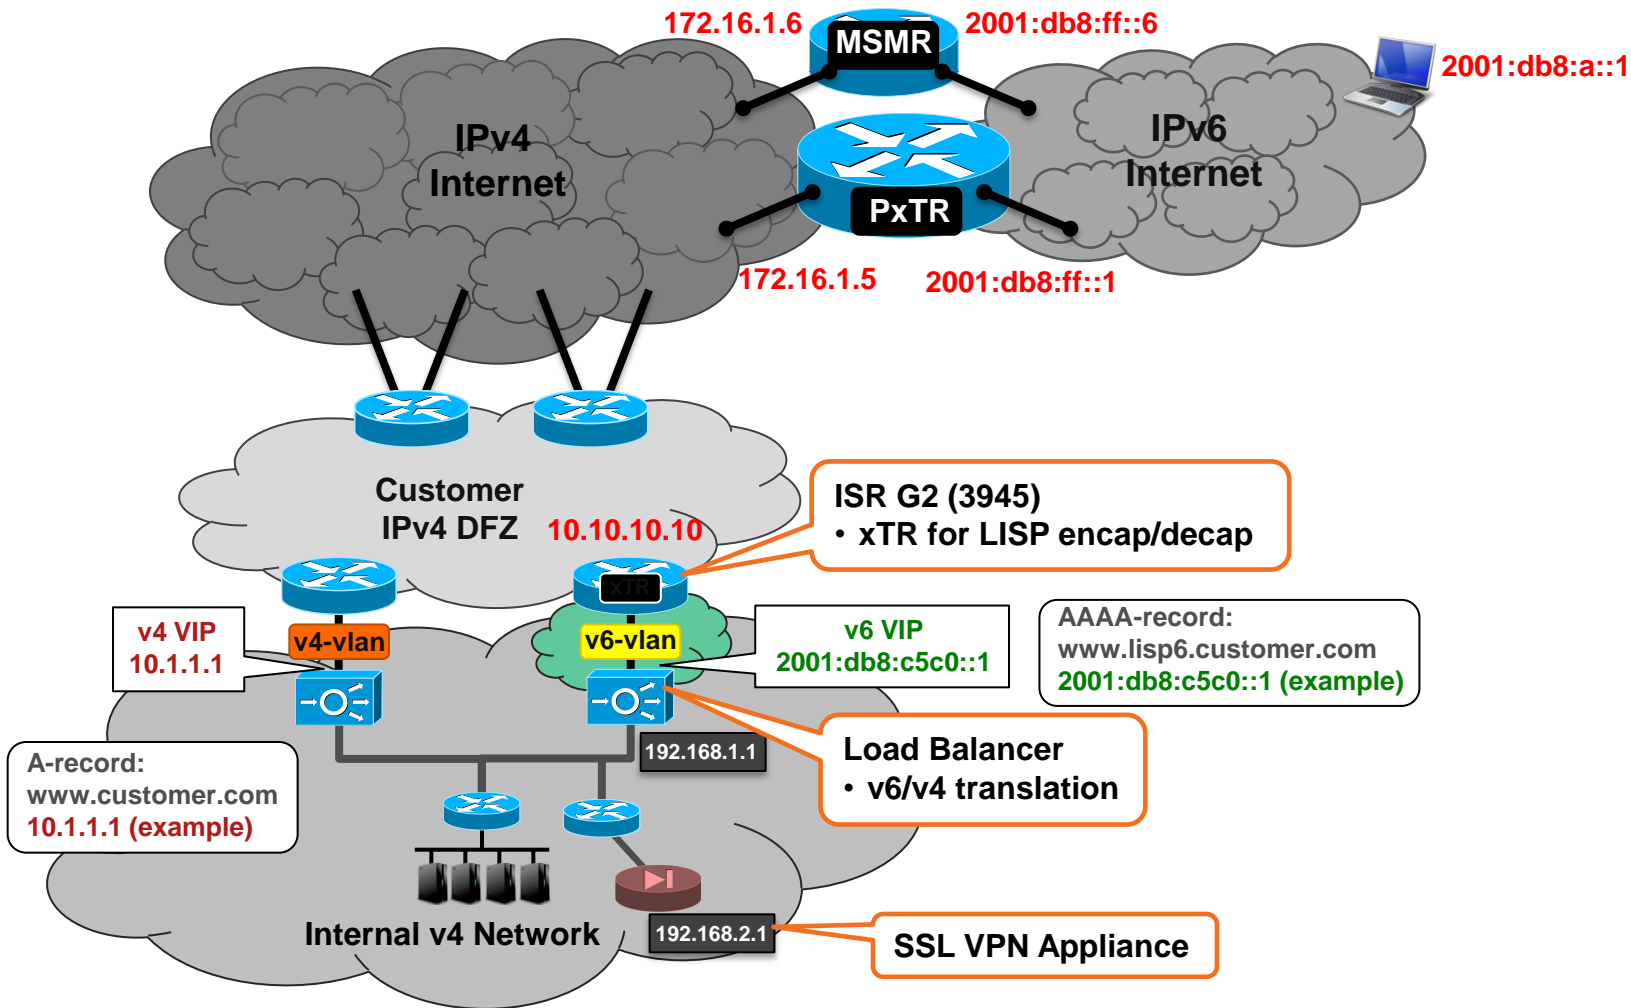 172.16.1.6
MSMR
2001:db8:ff::6
2001:db8:a::1
IPv4
Internet
IPv6
Internet
PxTR
172.16.1.5
2001:db8:ff::1
Customer
IPv4 DFZ
10.10.10.10
ISR G2 (3945)
• xTR for LISP encap/decap
xTR
v4 VIP
10.1.1.1
v4-vlan
v6-vlan
v6 VIP
2001:db8:c5c0::1
AAAA-record:
www.lisp6.customer.com
2001:db8:c5c0::1 (example)
192.168.1.1
Load Balancer
• v6/v4 translation
A-record:
www.customer.com
10.1.1.1 (example)
Internal v4 Network
192.168.2.1
SSL VPN Appliance